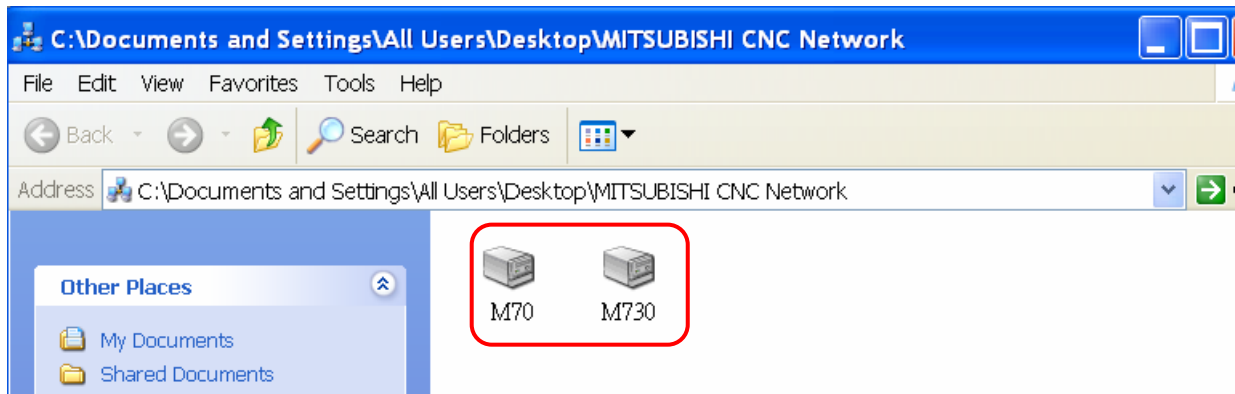 C:\Documents and Settings\All Users\Desktop\MITSUBISHI CNC Network
File Edit View Favorites Tools Help
Back Search Folders
Address C:\Documents and Settings\All Users\Desktop\MITSUBISHI CNC Network
Other Places
M70 M730
My Documents
Shared Documents